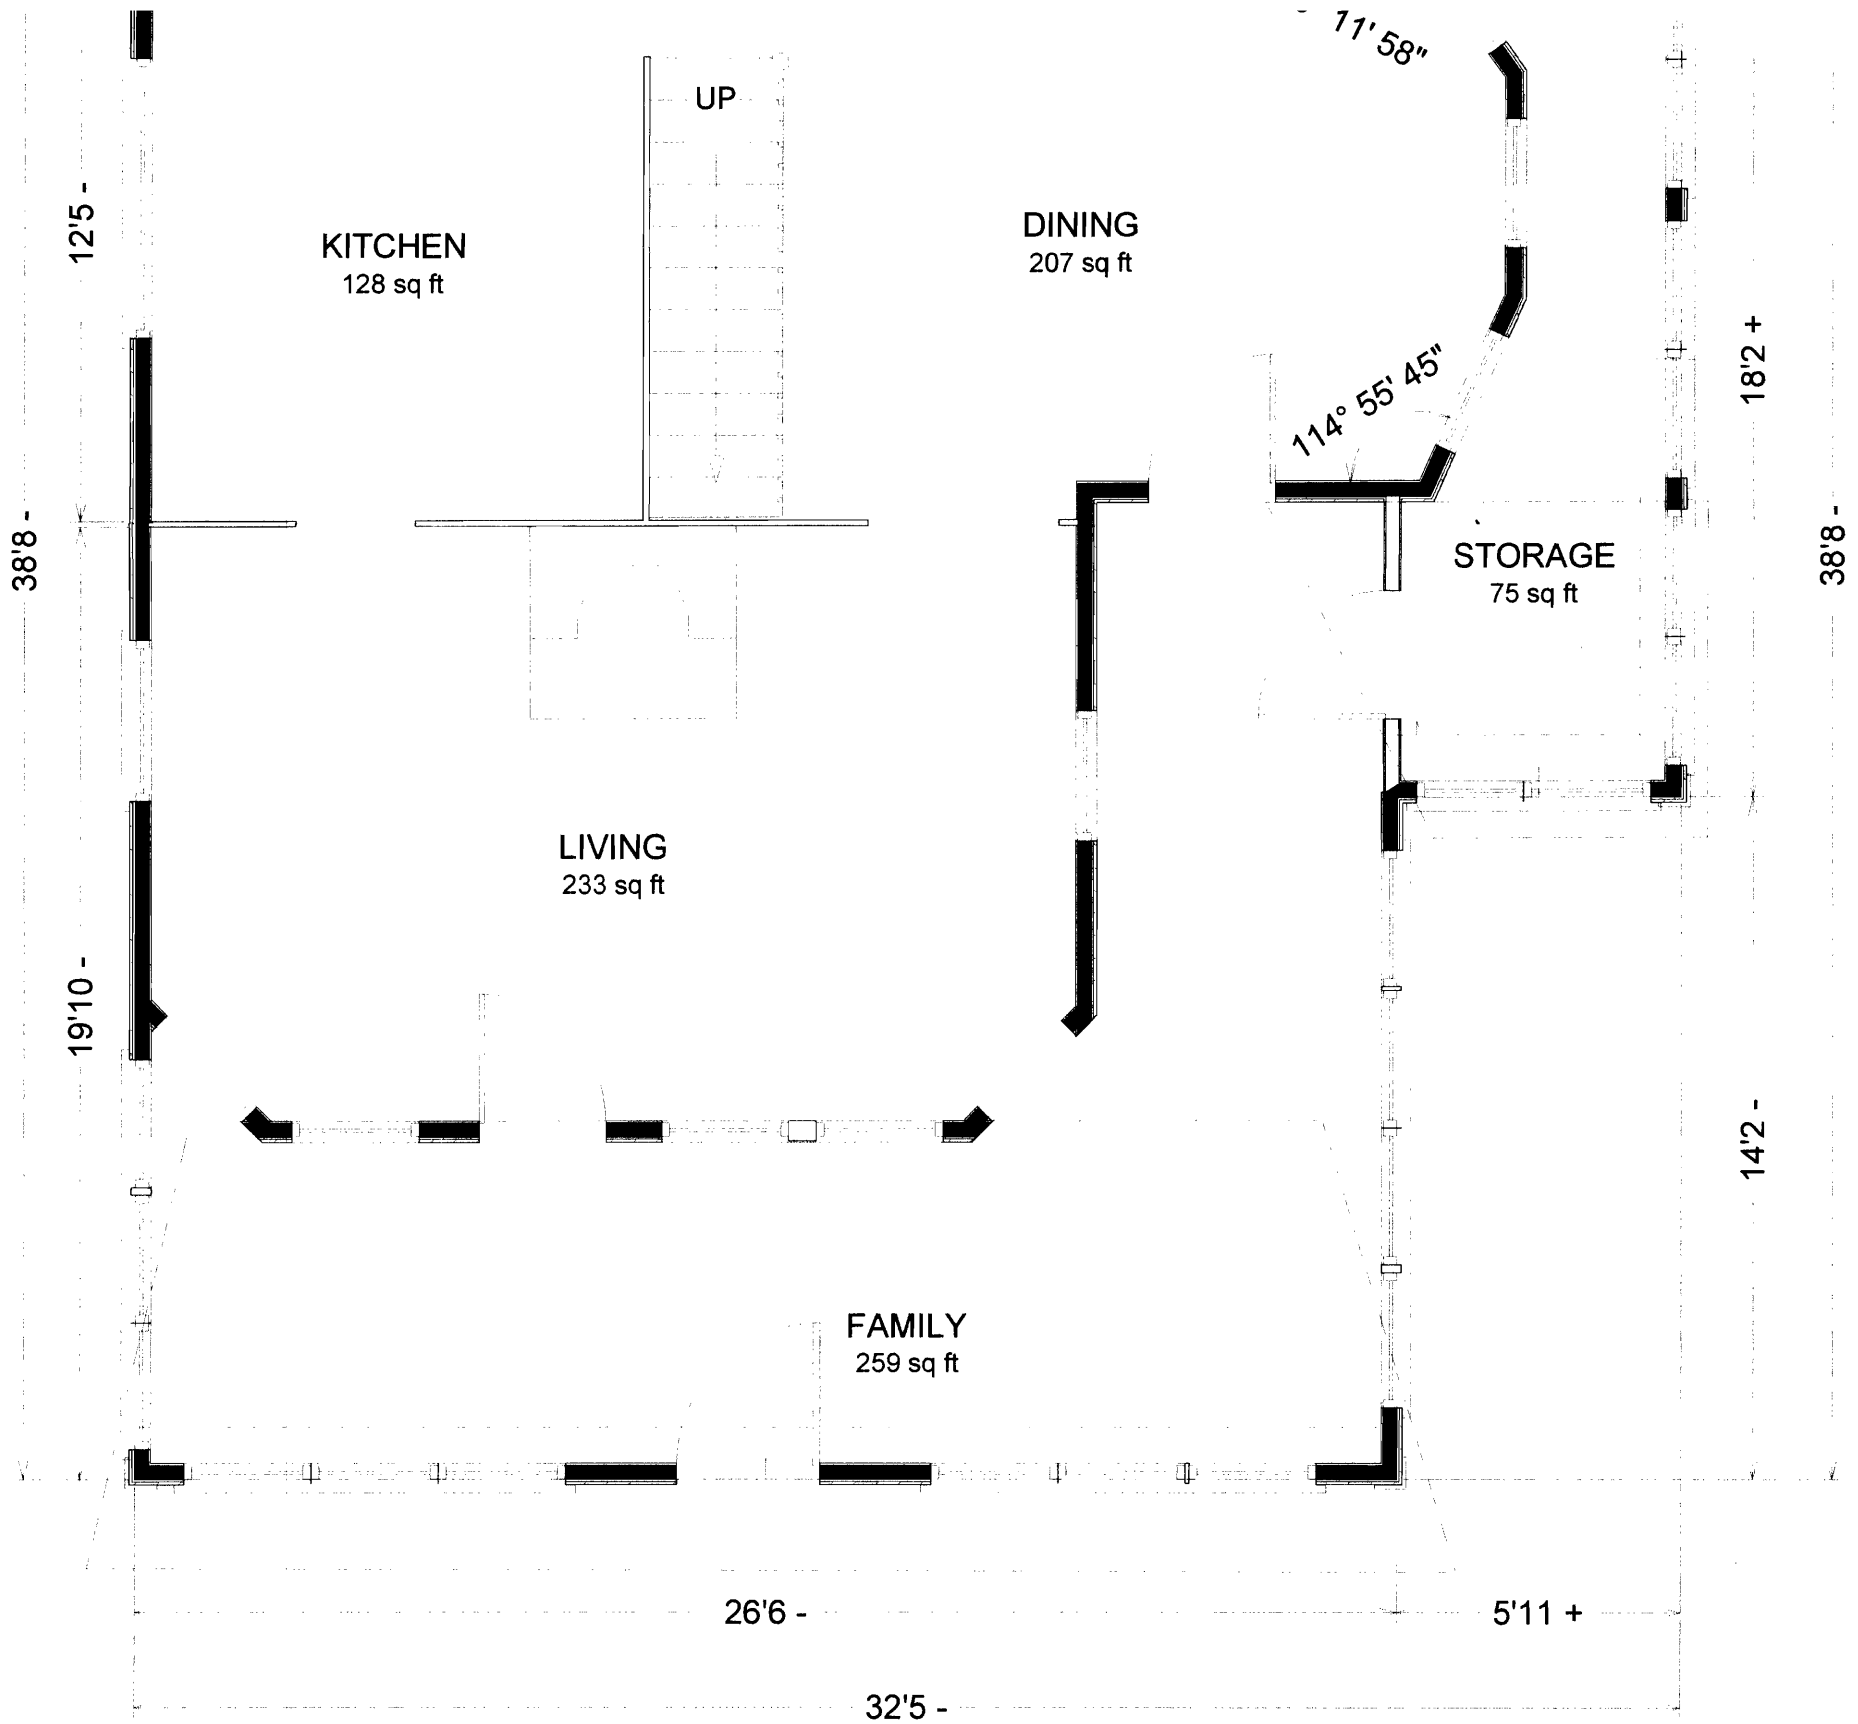 11' 58"
UP
12'5 -
KITCHEN
128 sq ft
DINING
207 sq ft
18'2 +
114° 55' 45"
38'8 -
38'8 -
STORAGE
75 sq ft
LIVING
233 sq ft
19'10 -
14'2 -
FAMILY
259 sq ft
26'6 -
5'11 +
32'5 -